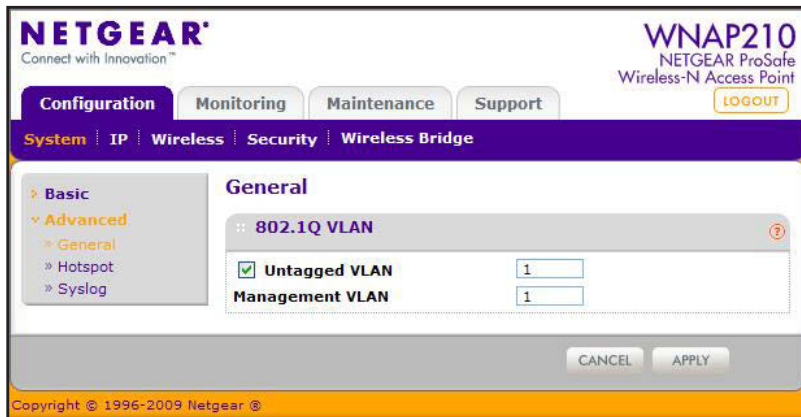 NETGEAR®
Connect with Innovation™
WNAP210
NETGEAR ProSafe
Wireless-N Access Point
LOGOUT
Configuration Monitoring Maintenance Support
System IP Wireless Security Wireless Bridge
Basic
Advanced
General
Hotspot
Syslog
General
802.1Q VLAN ?
Untagged VLAN 1
Management VLAN 1
CANCEL APPLY
Copyright © 1996-2009 Netgear ®